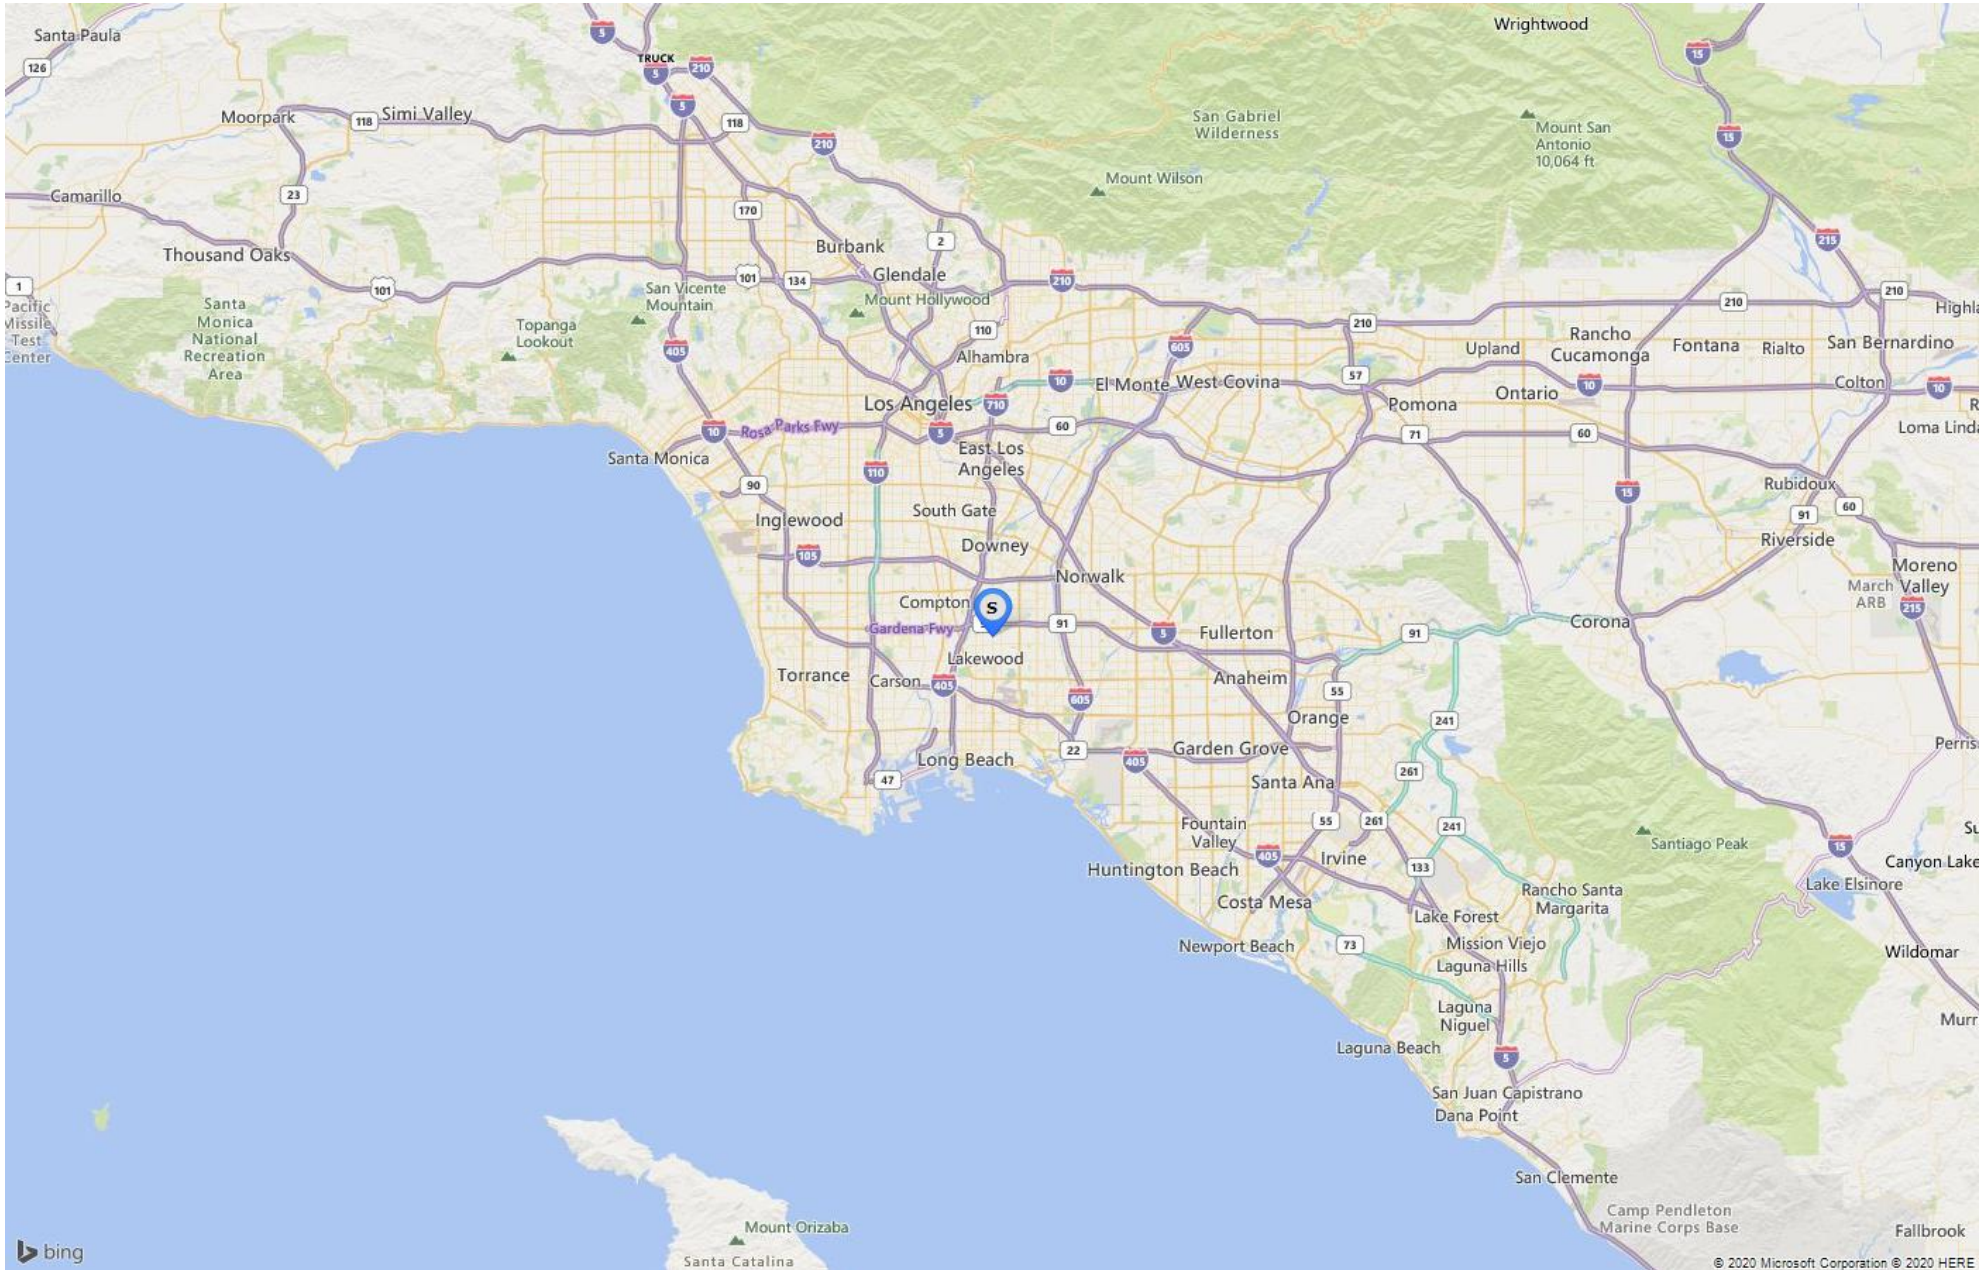 Santa Paula
126
5
TRUCK
5
210
5
Wrightwood
15
Moorpark
118
Simi Valley
118
210
San Gabriel
Wilderness
Mount San
Antonio
10,064 ft
15
Mount Wilson
Camarillo
23
170
Burbank
2
215
Thousand Oaks
101
101
134
Glendale
210
210
210
1
Pacific
Missile
Test
Center
Santa
Monica
National
Recreation
Area
San Vicente
Mountain
Mount Hollywood
Topanga
Lookout
110
210
Highla
405
Alhambra
605
Upland
Rancho
Cucamonga
Fontana
Rialto
San Bernardino
10
El Monte
West Covina
57
Ontario
10
Colton
10
Los Angeles
710
Pomona
10
Rosa Parks Fwy
5
60
71
60
Loma Linda
Santa Monica
East Los
Angeles
110
90
15
Rubidoux
60
91
Inglewood
South Gate
Riverside
105
Downey
Norwalk
Moreno
Valley
March
ARB
215
Compton
S
Gardena Fwy
91
5
Fullerton
91
Corona
Lakewood
Torrance
Carson
405
605
Anaheim
55
Orange
241
22
Garden Grove
405
Perris
Long Beach
47
Santa Ana
261
Fountain
Valley
55
261
241
Santiago Peak
15
405
Irvine
133
Huntington Beach
Canyon Lake
Lake Elsinore
Costa Mesa
Rancho Santa
Margarita
Lake Forest
Newport Beach
73
Mission Viejo
Laguna Hills
Wildomar
Laguna
Niguel
Murr
Laguna Beach
5
San Juan Capistrano
Dana Point
San Clemente
Camp Pendleton
Marine Corps Base
Fallbrook
Mount Orizaba
Santa Catalina
bing
© 2020 Microsoft Corporation © 2020 HERE